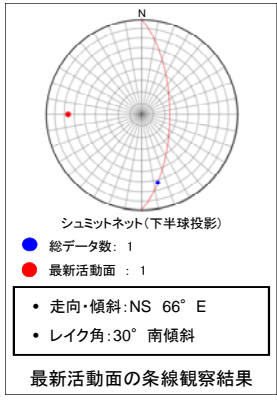 N
シュミットネット(下半球投影)
総データ数: 1
最新活動面 : 1
• 走向・傾斜:NS 66° E
• レイク角:30° 南傾斜
最新活動面の条線観察結果